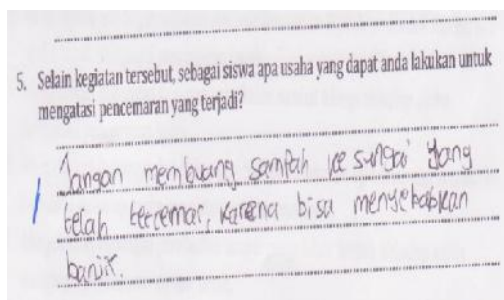 5. Selain kegiatan tersebut, sebagai siswa apa usaha yang dapat anda lakukan untuk
mengatasi pencemaran yang terjadi?
Jangan membuang sampah ke sungai yang
telah tercemar, karena bisa menyebabkan
banjir.